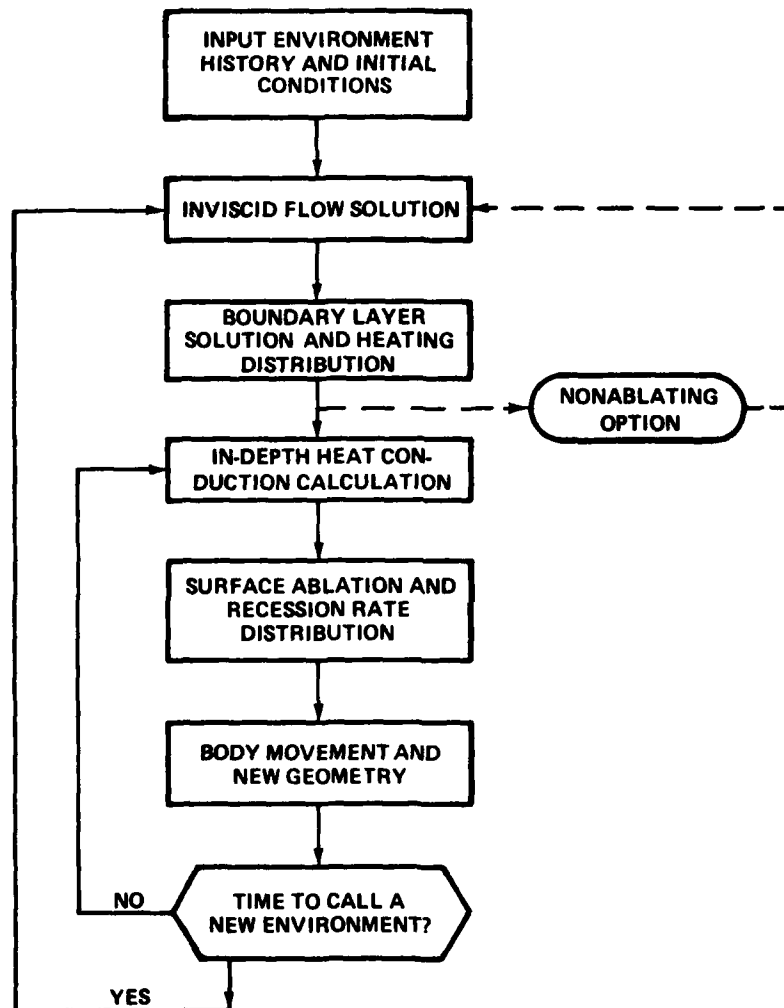 INPUT ENVIRONMENT
HISTORY AND INITIAL
CONDITIONS
INVISCID FLOW SOLUTION
BOUNDARY LAYER
SOLUTION AND HEATING
DISTRIBUTION
NONABLATING
OPTION
IN-DEPTH HEAT CON-
DUCTION CALCULATION
SURFACE ABLATION AND
RECESSION RATE
DISTRIBUTION
BODY MOVEMENT AND
NEW GEOMETRY
NO
TIME TO CALL A
NEW ENVIRONMENT?
YES